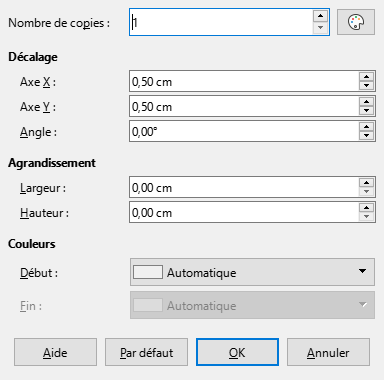 Nombre de copies : 1
Décalage
Axe X : 0,50 cm
Axe Y : 0,50 cm
Angle : 0,00°
Agrandissement
Largeur : 0,00 cm
Hauteur : 0,00 cm
Couleurs
Début : Automatique
Fin : Automatique
Aide Par défaut OK Annuler